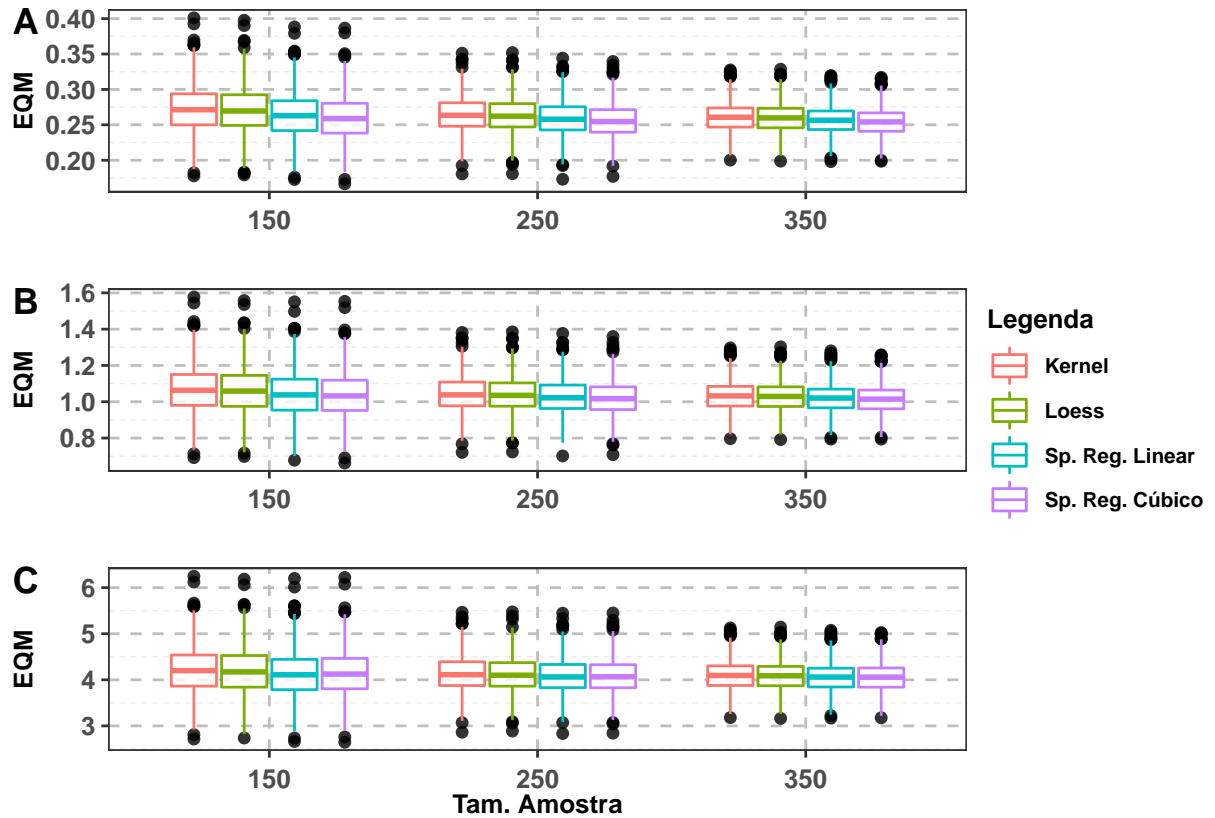 A
EQM
0.40
0.35
0.30
0.25
0.20
150 250 350
B
EQM
1.6
1.4
1.2
1.0
0.8
150 250 350
C
EQM
6
5
4
3
150 250 350
Tam. Amostra
Legenda
Kernel
Loess
Sp. Reg. Linear
Sp. Reg. Cúbico